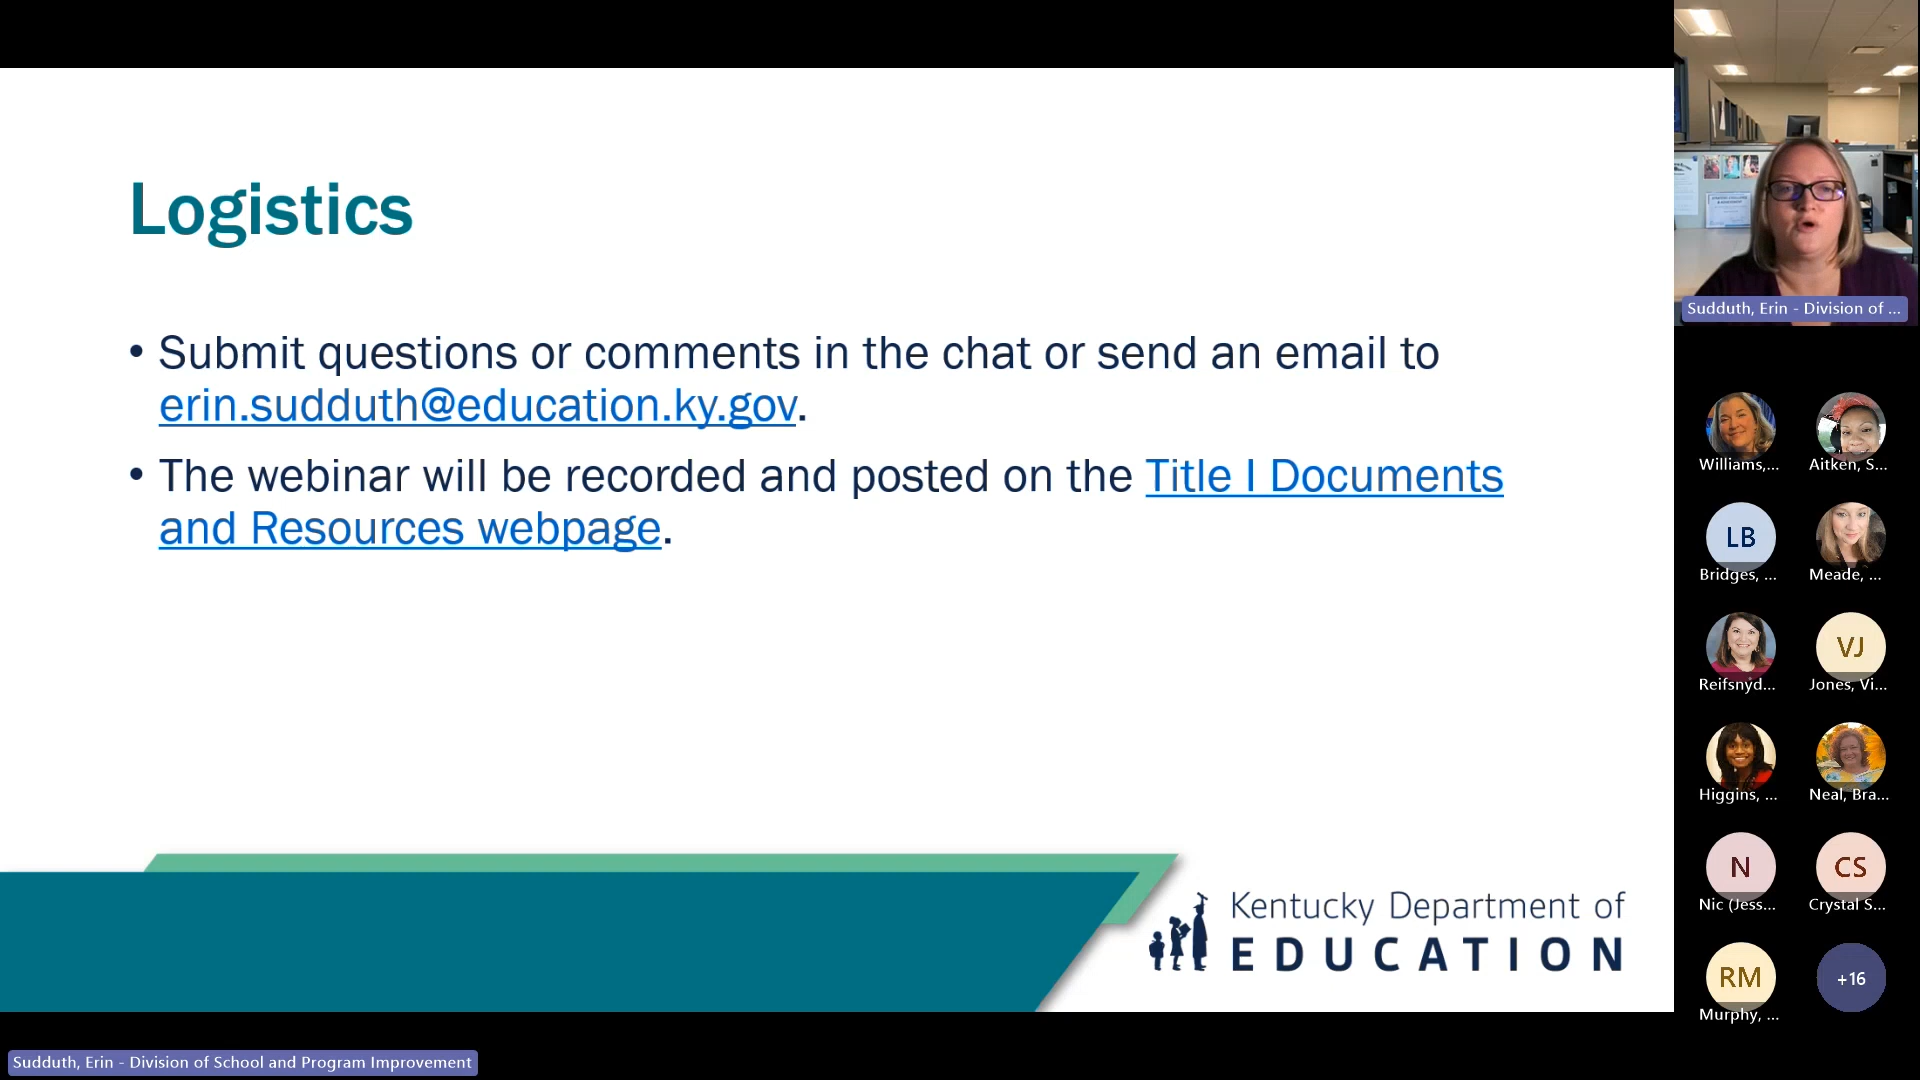 Logistics
• Submit questions or comments in the chat or send an email to
erin.sudduth@education.ky.gov.
• The webinar will be recorded and posted on the Title I Documents
and Resources webpage.
Kentucky Department of
EDUCATION
Sudduth, Erin - Division of School and Program Improvement
Sudduth, Erin - Division of ...
Williams,...
Aitken, S...
LB
Bridges, ...
Meade, ...
Reifsnyd...
VJ
Jones, Vi...
Higgins, ...
Neal, Bra...
N
Nic (Jess...
CS
Crystal S...
RM
Murphy, ...
+16